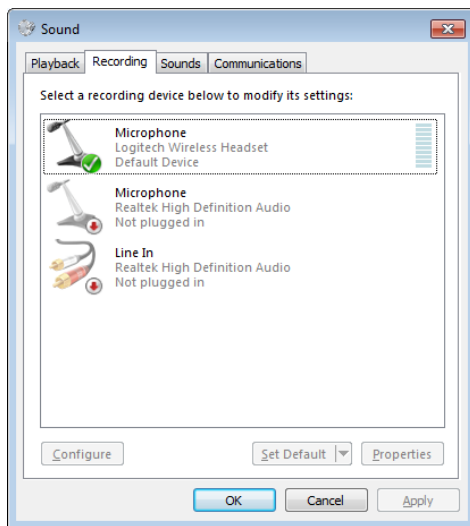 Sound
Playback Recording Sounds Communications
Select a recording device below to modify its settings:
Microphone
Logitech Wireless Headset
Default Device
Microphone
Realtek High Definition Audio
Not plugged in
Line In
Realtek High Definition Audio
Not plugged in
Configure Set Default Properties
OK Cancel Apply